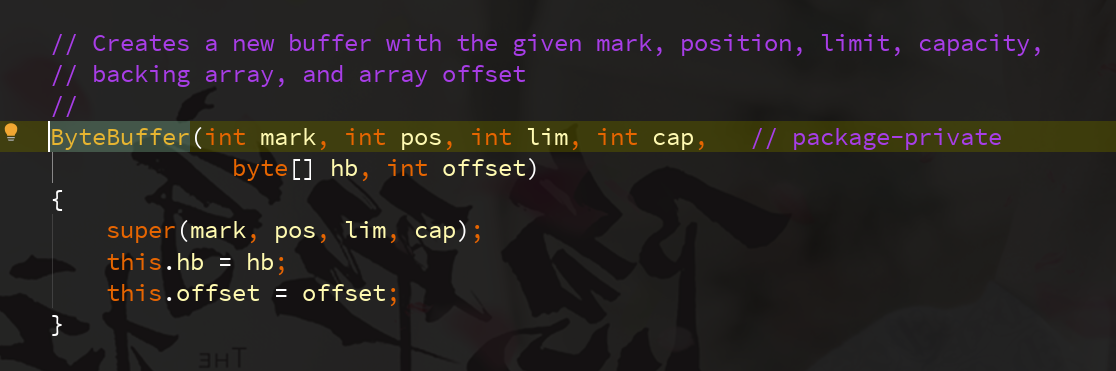 // Creates a new buffer with the given mark, position, limit, capacity,
// backing array, and array offset
//
ByteBuffer(int mark, int pos, int lim, int cap,   // package-private
             byte[] hb, int offset)
{
    super(mark, pos, lim, cap);
    this.hb = hb;
    this.offset = offset;
}
THE